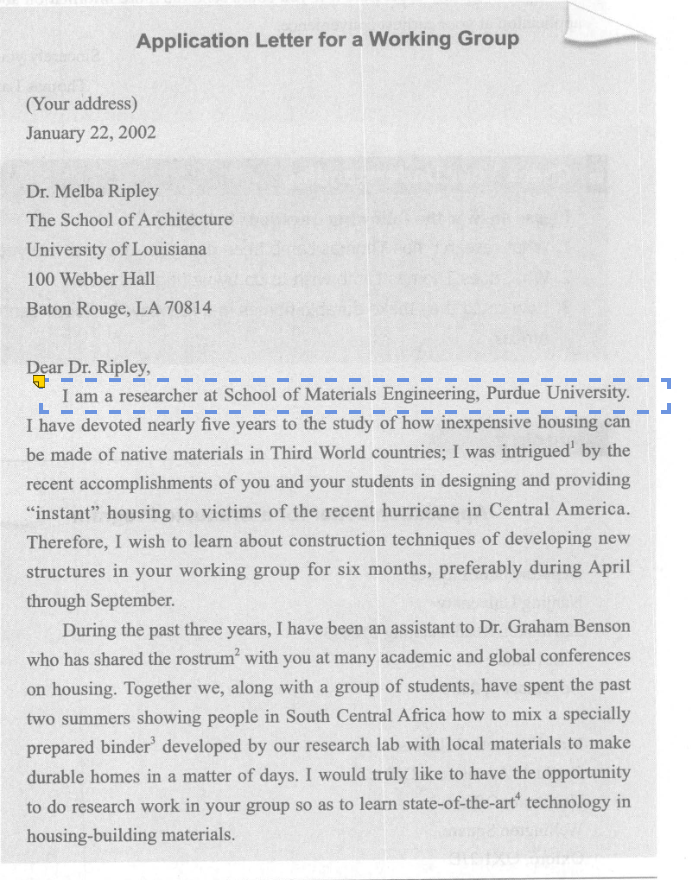 Application Letter for a Working Group
(Your address)
January 22, 2002
Dr. Melba Ripley
The School of Architecture
University of Louisiana
100 Webber Hall
Baton Rouge, LA 70814
Dear Dr. Ripley,
I am a researcher at School of Materials Engineering, Purdue University.
I have devoted nearly five years to the study of how inexpensive housing can
be made of native materials in Third World countries; I was intrigued¹ by the
recent accomplishments of you and your students in designing and providing
“instant” housing to victims of the recent hurricane in Central America.
Therefore, I wish to learn about construction techniques of developing new
structures in your working group for six months, preferably during April
through September.
During the past three years, I have been an assistant to Dr. Graham Benson
who has shared the rostrum² with you at many academic and global conferences
on housing. Together we, along with a group of students, have spent the past
two summers showing people in South Central Africa how to mix a specially
prepared binder³ developed by our research lab with local materials to make
durable homes in a matter of days. I would truly like to have the opportunity
to do research work in your group so as to learn state-of-the-art⁴ technology in
housing-building materials.